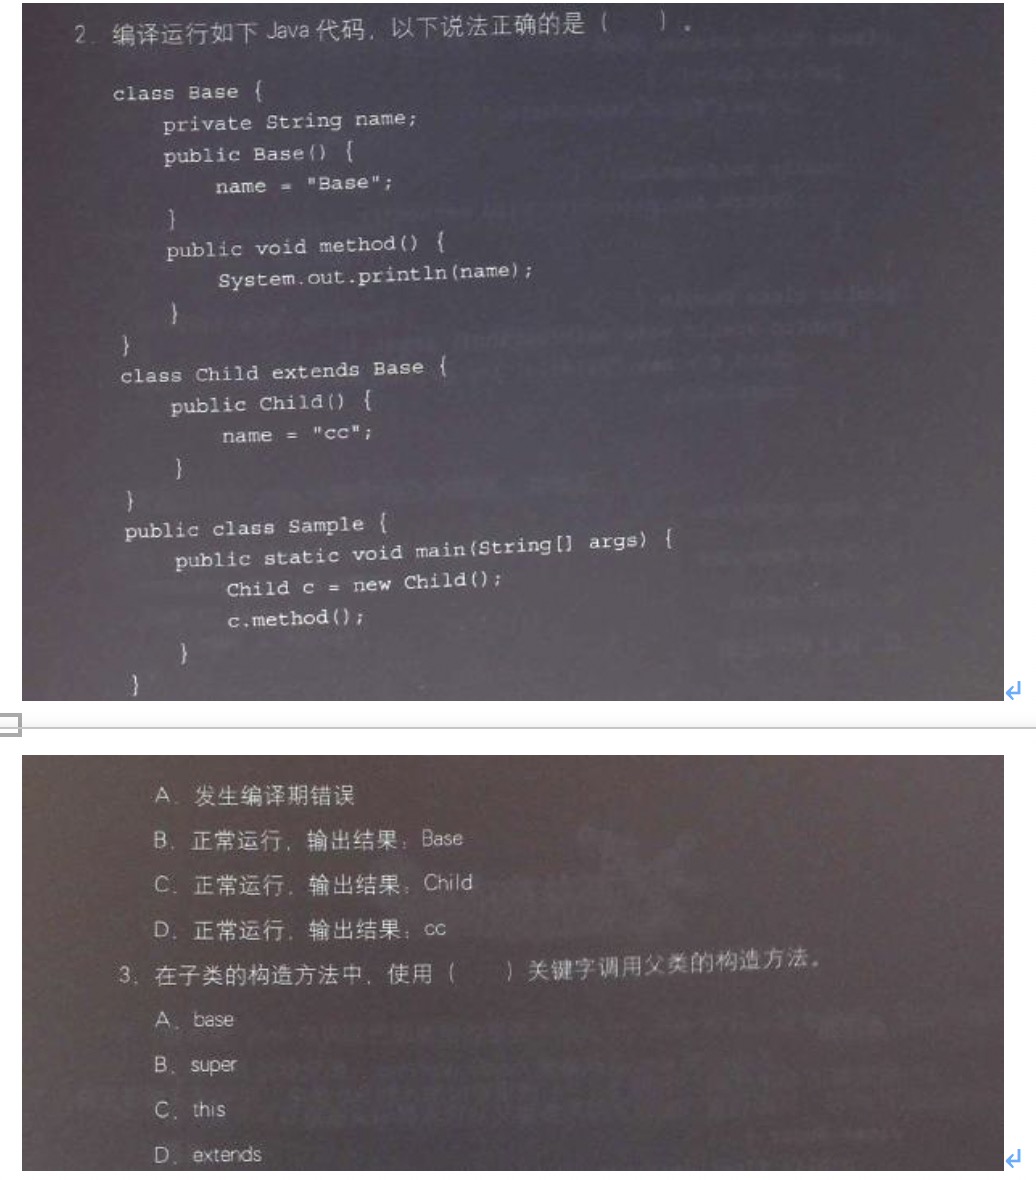 2. 编译运行如下 Java 代码，以下说法正确的是（ ）。
class Base {
private String name;
public Base() {
name = "Base";
}
public void method() {
System.out.println(name);
}
}
class Child extends Base {
public Child() {
name = "cc";
}
}
public class Sample {
public static void main(String[] args) {
Child c = new Child();
c.method();
}
}
A. 发生编译期错误
B. 正常运行，输出结果：Base
C. 正常运行，输出结果：Child
D. 正常运行，输出结果：cc
3. 在子类的构造方法中，使用（ ）关键字调用父类的构造方法。
A. base
B. super
C. this
D. extends